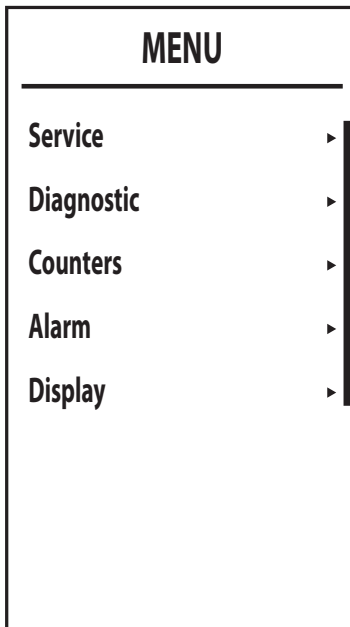 MENU
Service
Diagnostic
Counters
Alarm
Display